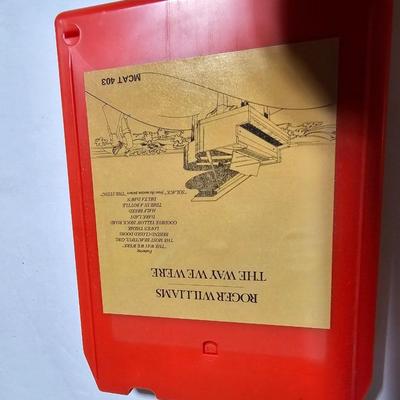 ROGER WILLIAMS
THE WAY WE WERE
Featuring:
"THE WAY WE WERE"
THE MOST BEAUTIFUL GIRL
BEHIND CLOSED DOORS
LOVE'S THEME
GOODBYE YELLOW BRICK ROAD
DARK LADY
HALF BREED
TIME IN A BOTTLE
DELTA DAWN
"SOLACE," from the motion picture "THE STING"
MCAT 403